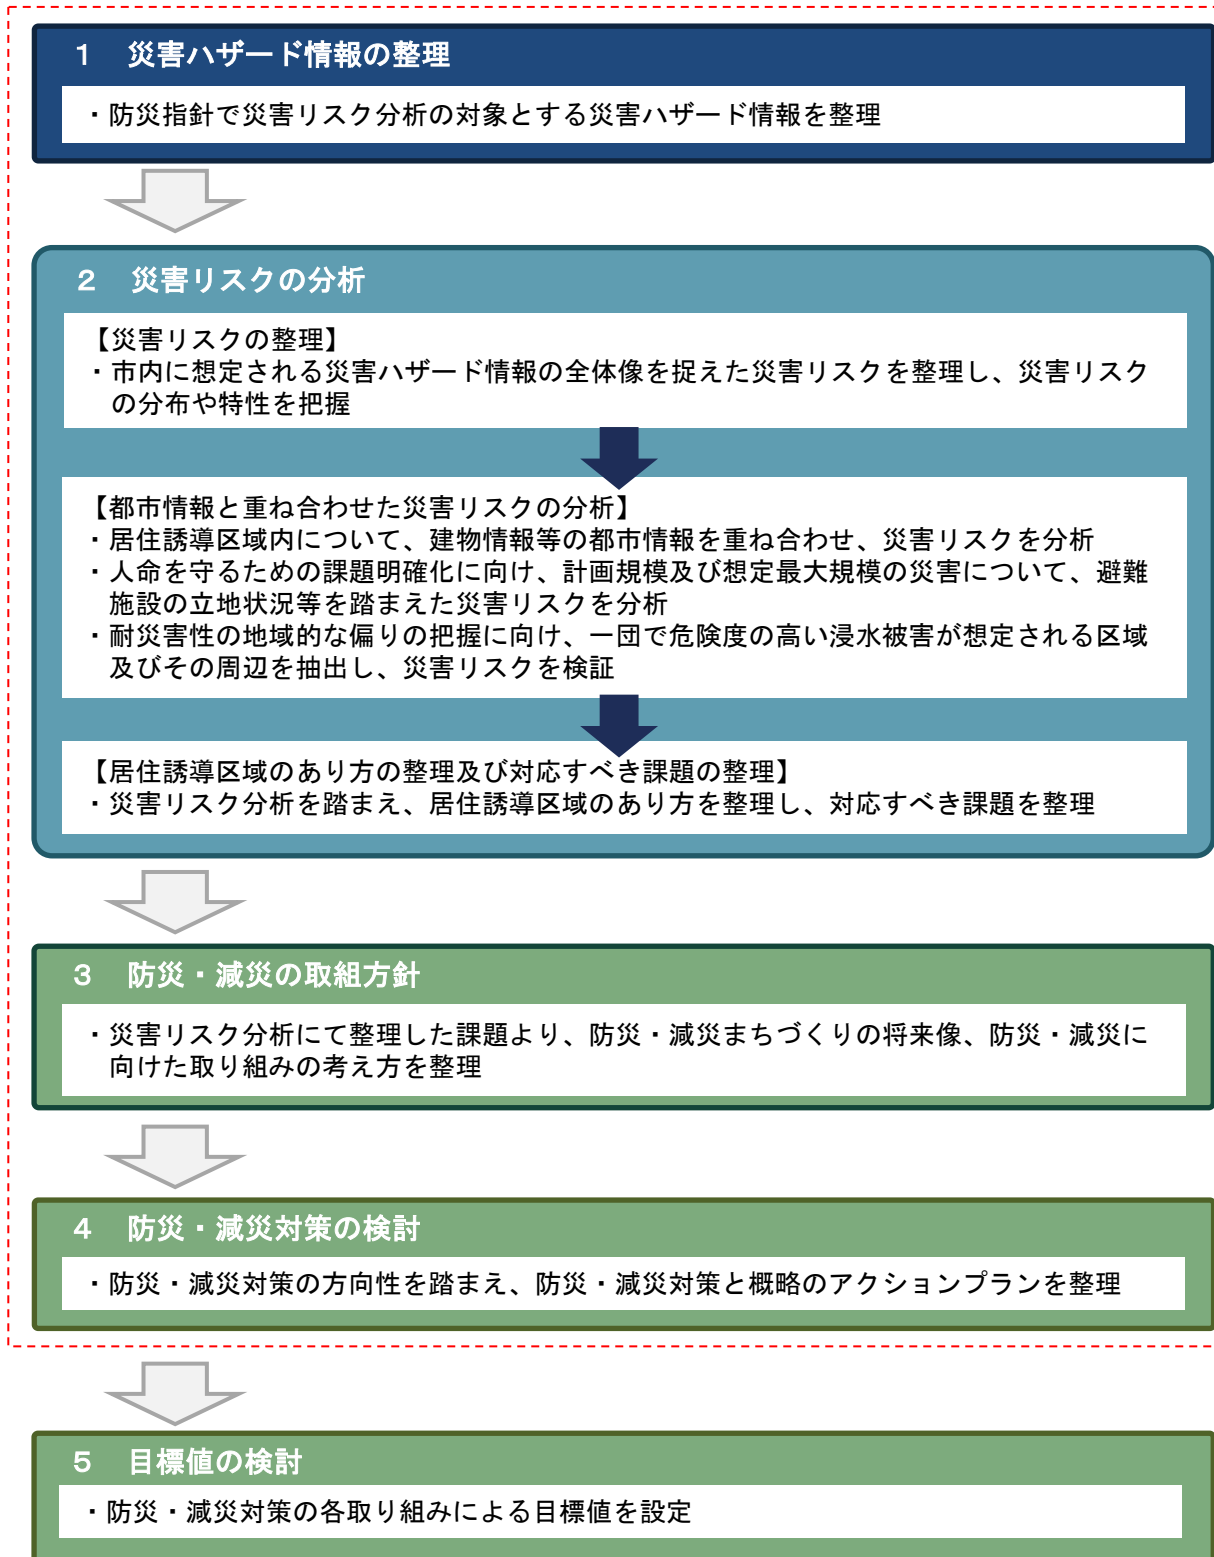 １　災害ハザード情報の整理
・防災指針で災害リスク分析の対象とする災害ハザード情報を整理
２　災害リスクの分析
【災害リスクの整理】
・市内に想定される災害ハザード情報の全体像を捉えた災害リスクを整理し、災害リスク
の分布や特性を把握
【都市情報と重ね合わせた災害リスクの分析】
・居住誘導区域内について、建物情報等の都市情報を重ね合わせ、災害リスクを分析
・人命を守るための課題明確化に向け、計画規模及び想定最大規模の災害について、避難
施設の立地状況等を踏まえた災害リスクを分析
・耐災害性の地域的な偏りの把握に向け、一団で危険度の高い浸水被害が想定される区域
及びその周辺を抽出し、災害リスクを検証
【居住誘導区域のあり方の整理及び対応すべき課題の整理】
・災害リスク分析を踏まえ、居住誘導区域のあり方を整理し、対応すべき課題を整理
３　防災・減災の取組方針
・災害リスク分析にて整理した課題より、防災・減災まちづくりの将来像、防災・減災に
向けた取り組みの考え方を整理
４　防災・減災対策の検討
・防災・減災対策の方向性を踏まえ、防災・減災対策と概略のアクションプランを整理
５　目標値の検討
・防災・減災対策の各取り組みによる目標値を設定